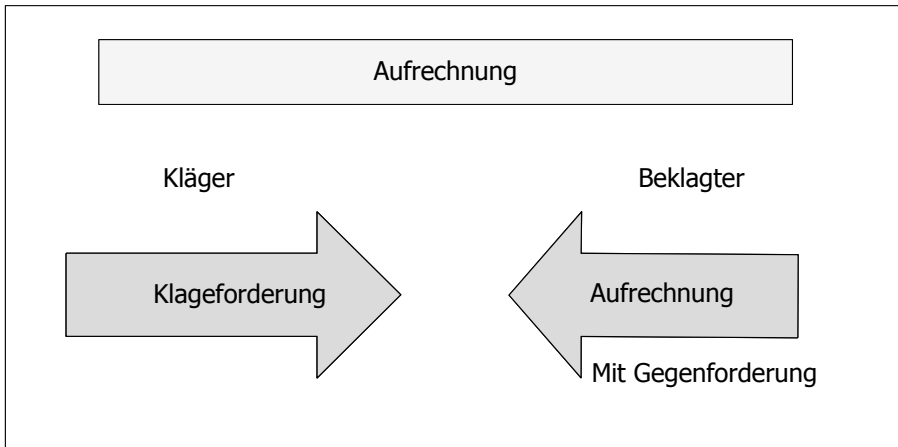 Aufrechnung
Kläger
Beklagter
Klageforderung
Aufrechnung
Mit Gegenforderung